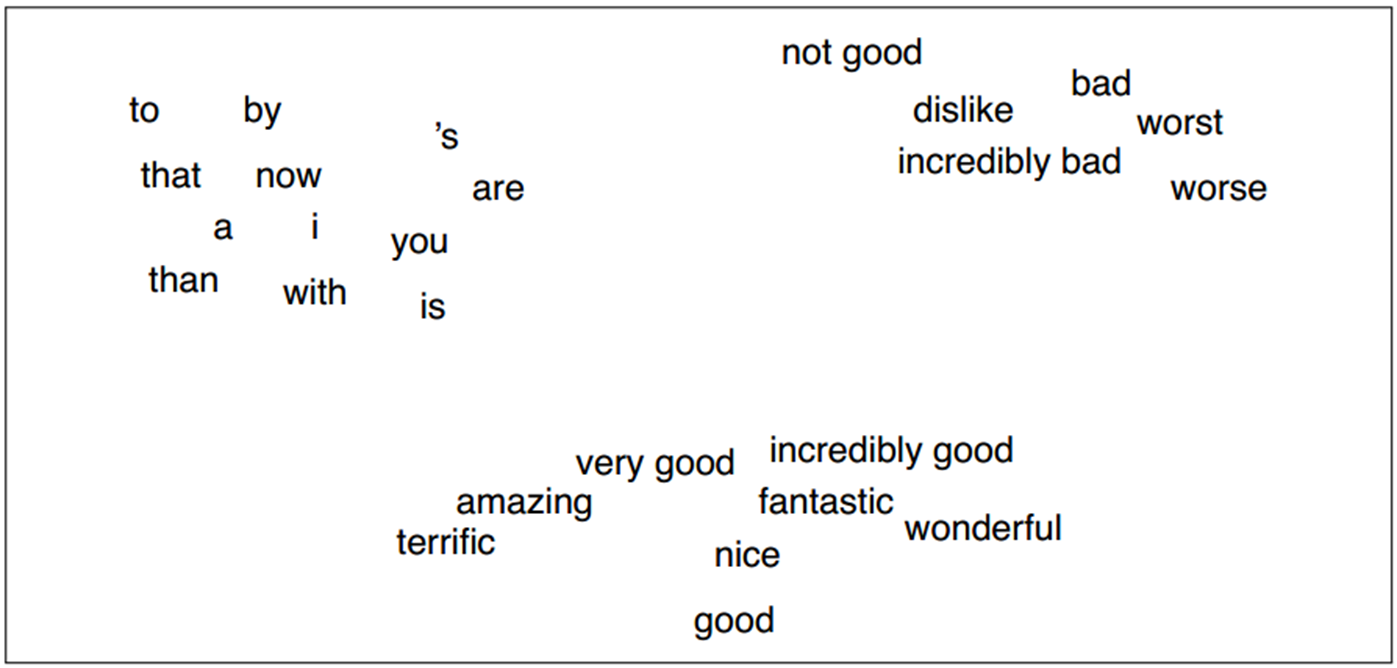 not good
bad
to by dislike
's worst
that now incredibly bad
are worse
a i you
than with is
very good incredibly good
amazing fantastic
terrific wonderful
nice
good